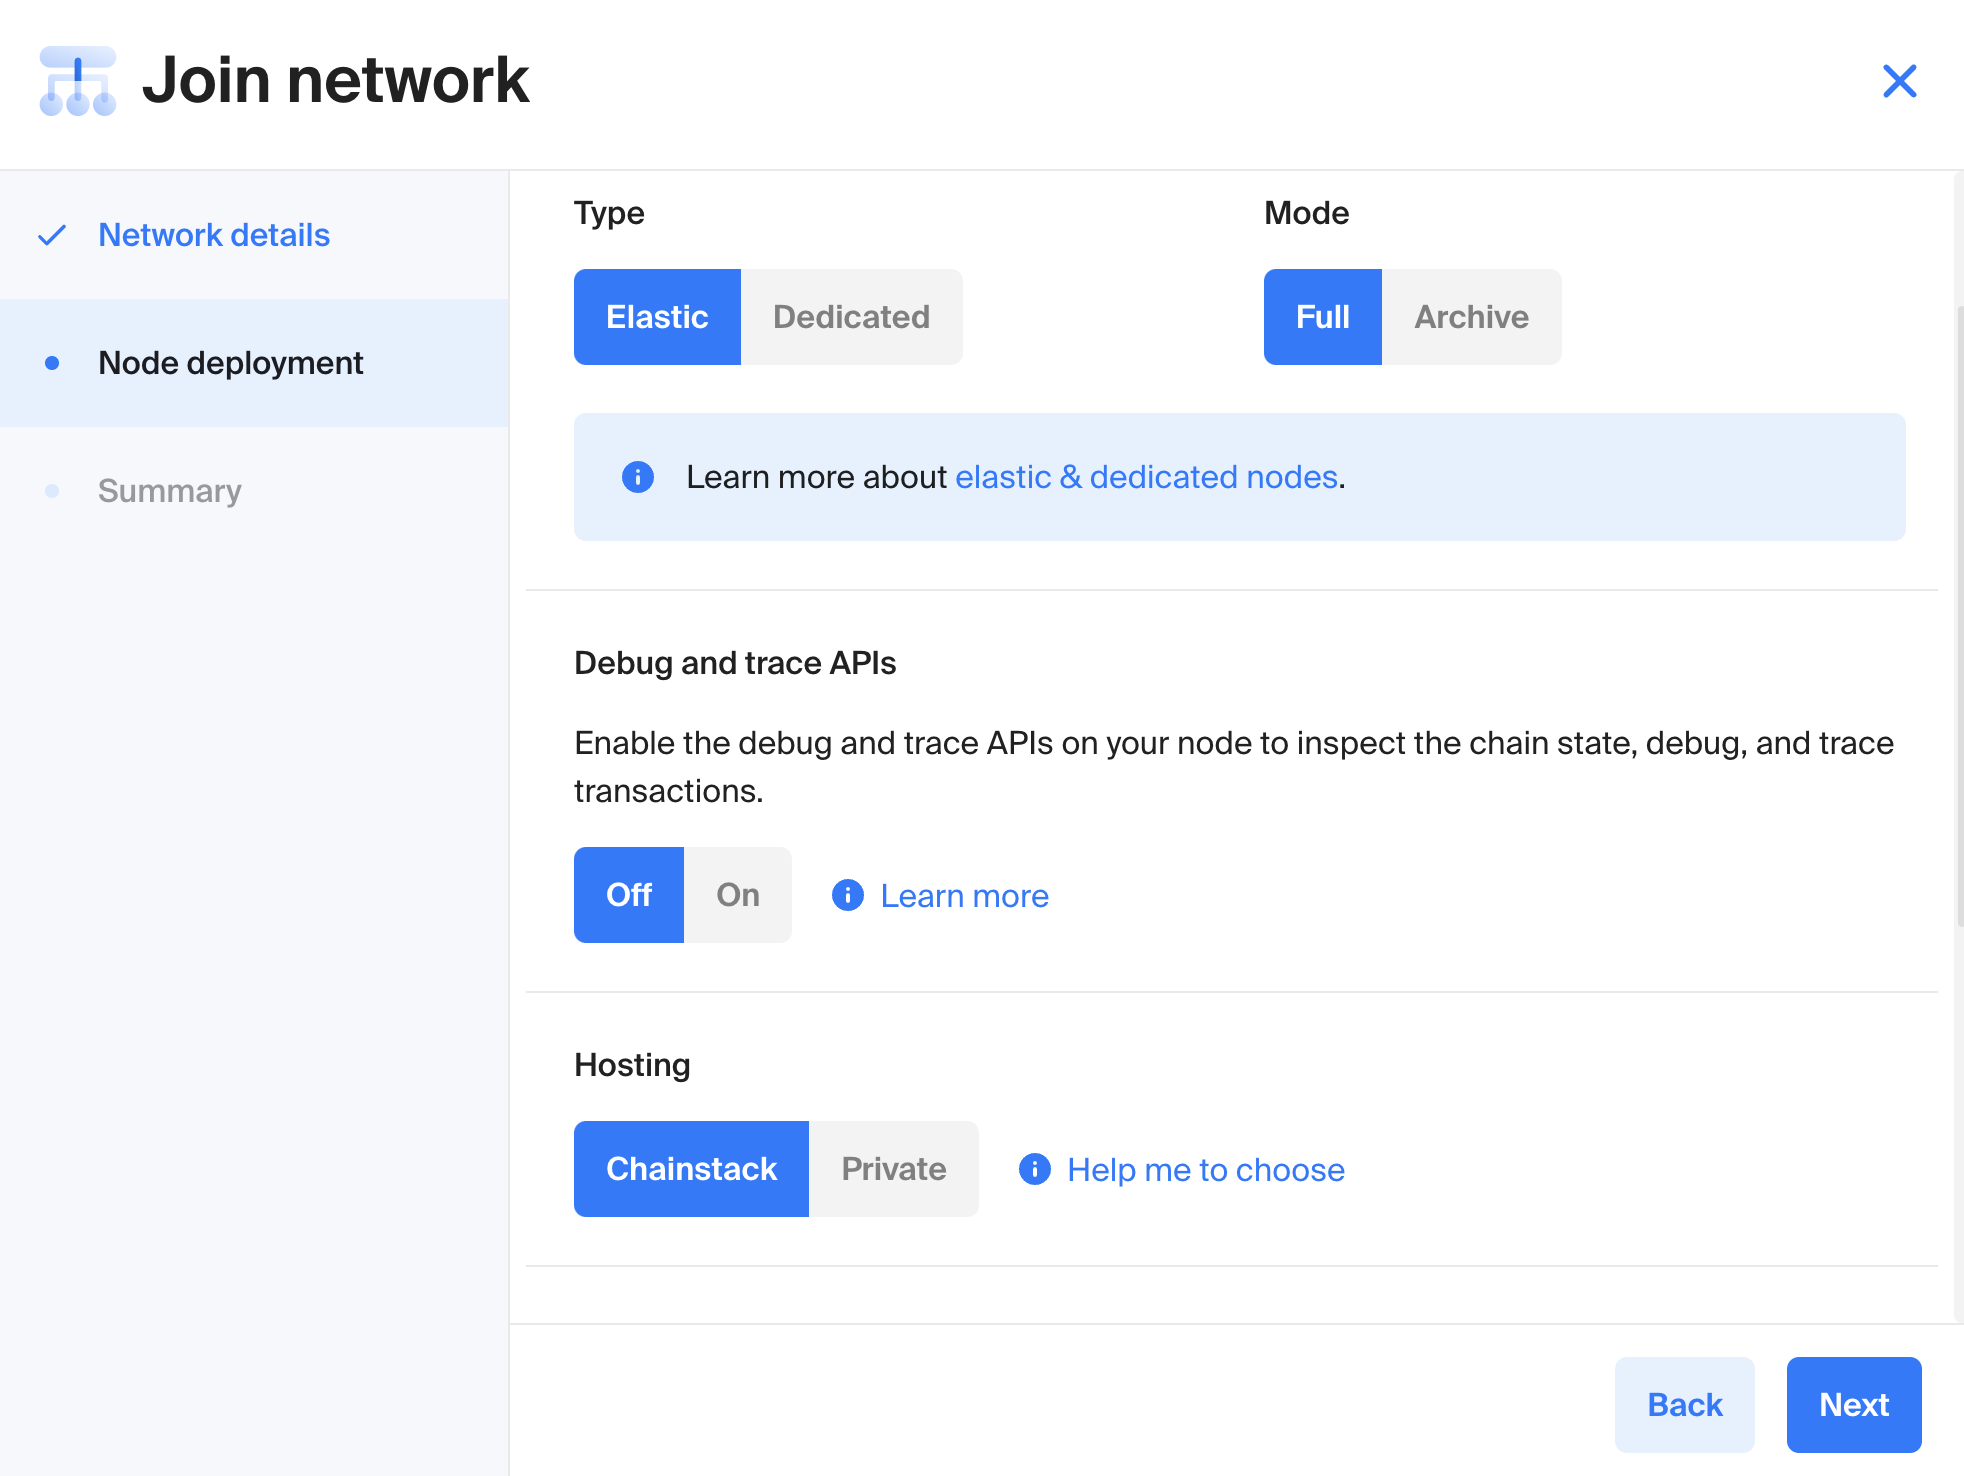 Join network
Network details
Node deployment
Summary
Type
Mode
Elastic Dedicated
Full Archive
Learn more about elastic & dedicated nodes.
Debug and trace APIs
Enable the debug and trace APIs on your node to inspect the chain state, debug, and trace
transactions.
Off On Learn more
Hosting
Chainstack Private Help me to choose
Back Next